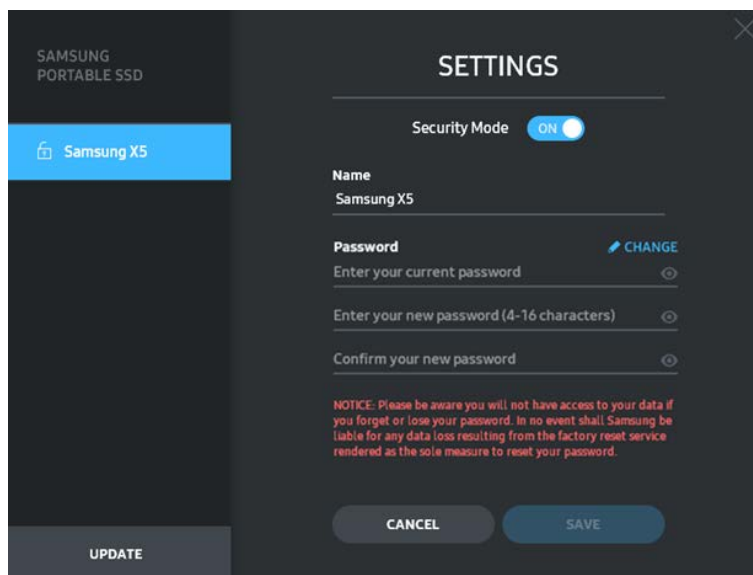 SAMSUNG
PORTABLE SSD
Samsung X5
UPDATE
SETTINGS
Security Mode ON
Name
Samsung X5
Password CHANGE
Enter your current password
Enter your new password (4-16 characters)
Confirm your new password
NOTICE: Please be aware you will not have access to your data if
you forget or lose your password. In no event shall Samsung be
liable for any data loss resulting from the factory reset service
rendered as the sole measure to reset your password.
CANCEL SAVE